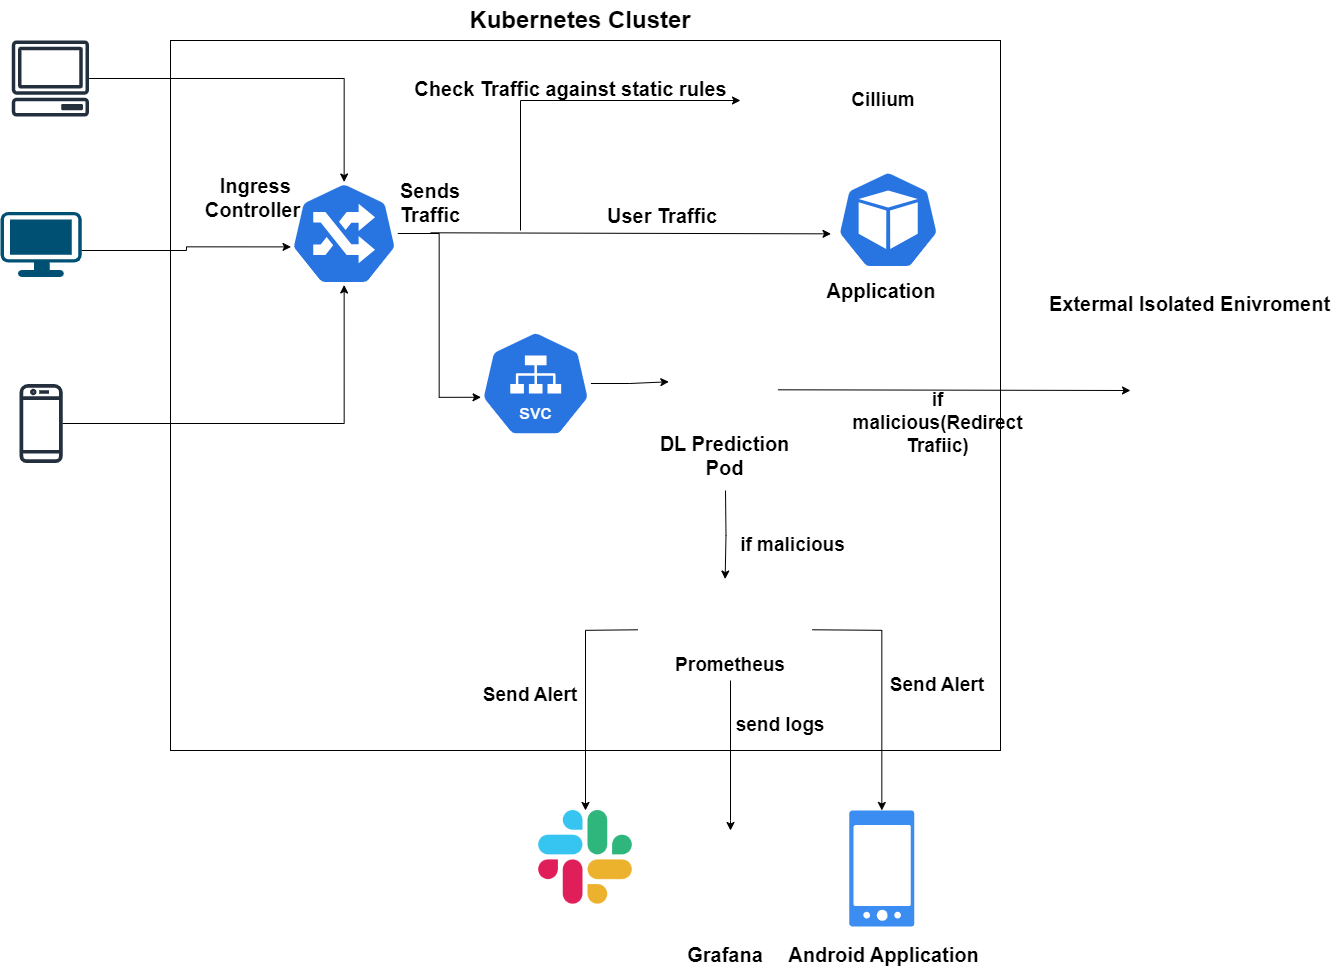 Kubernetes Cluster
Check Traffic against static rules
Cillium
Ingress
Controller
Sends
Traffic
User Traffic
Application
Extermal Isolated Enivroment
SVC
if
malicious(Redirect
Trafiic)
DL Prediction
Pod
if malicious
Prometheus
Send Alert
Send Alert
send logs
Grafana
Android Application